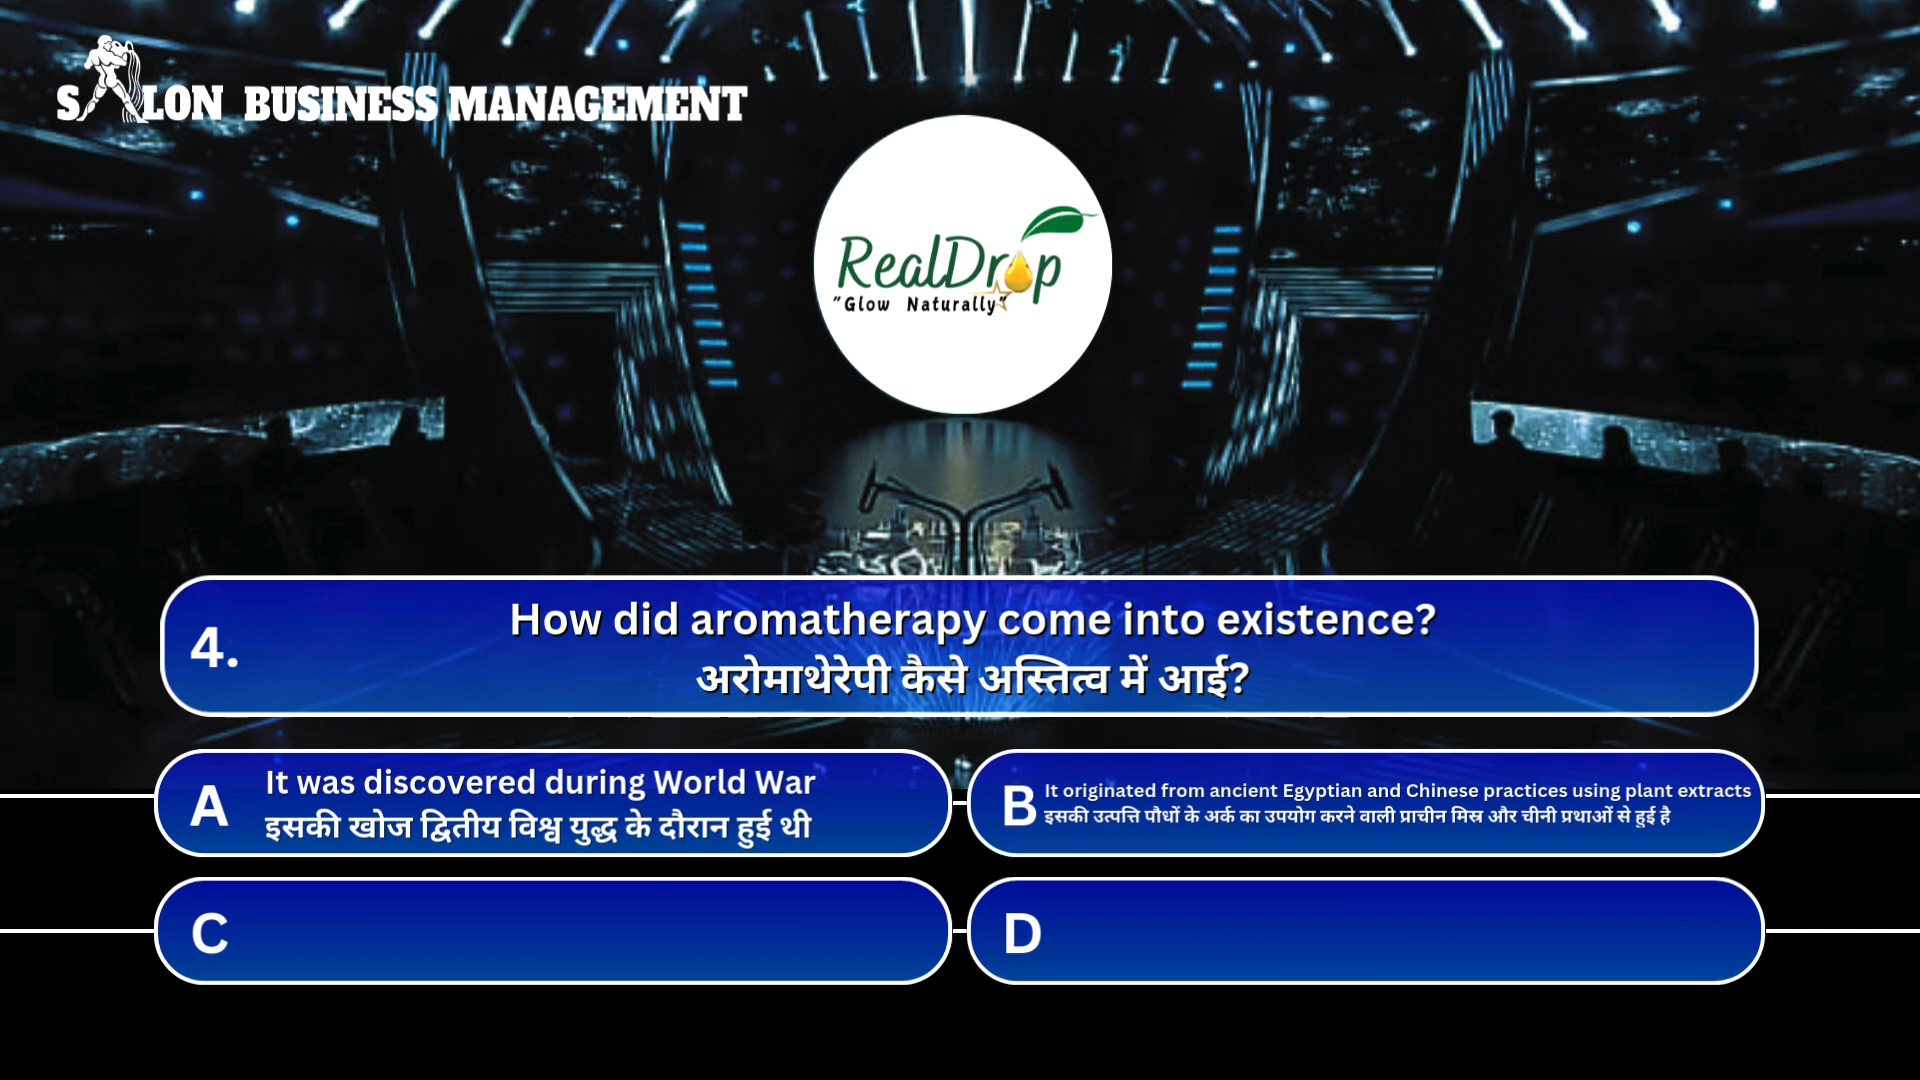 SALON BUSINESS MANAGEMENT
RealDrop
"Glow Naturally"
4.
How did aromatherapy come into existence?
अरोमाथेरेपी कैसे अस्तित्व में आई?
A
It was discovered during World War
इसकी खोज द्वितीय विश्व युद्ध के दौरान हुई थी
B
It originated from ancient Egyptian and Chinese practices using plant extracts
इसकी उत्पत्ति पौधों के अर्क का उपयोग करने वाली प्राचीन मिस्र और चीनी प्रथाओं से हुई है
C
D